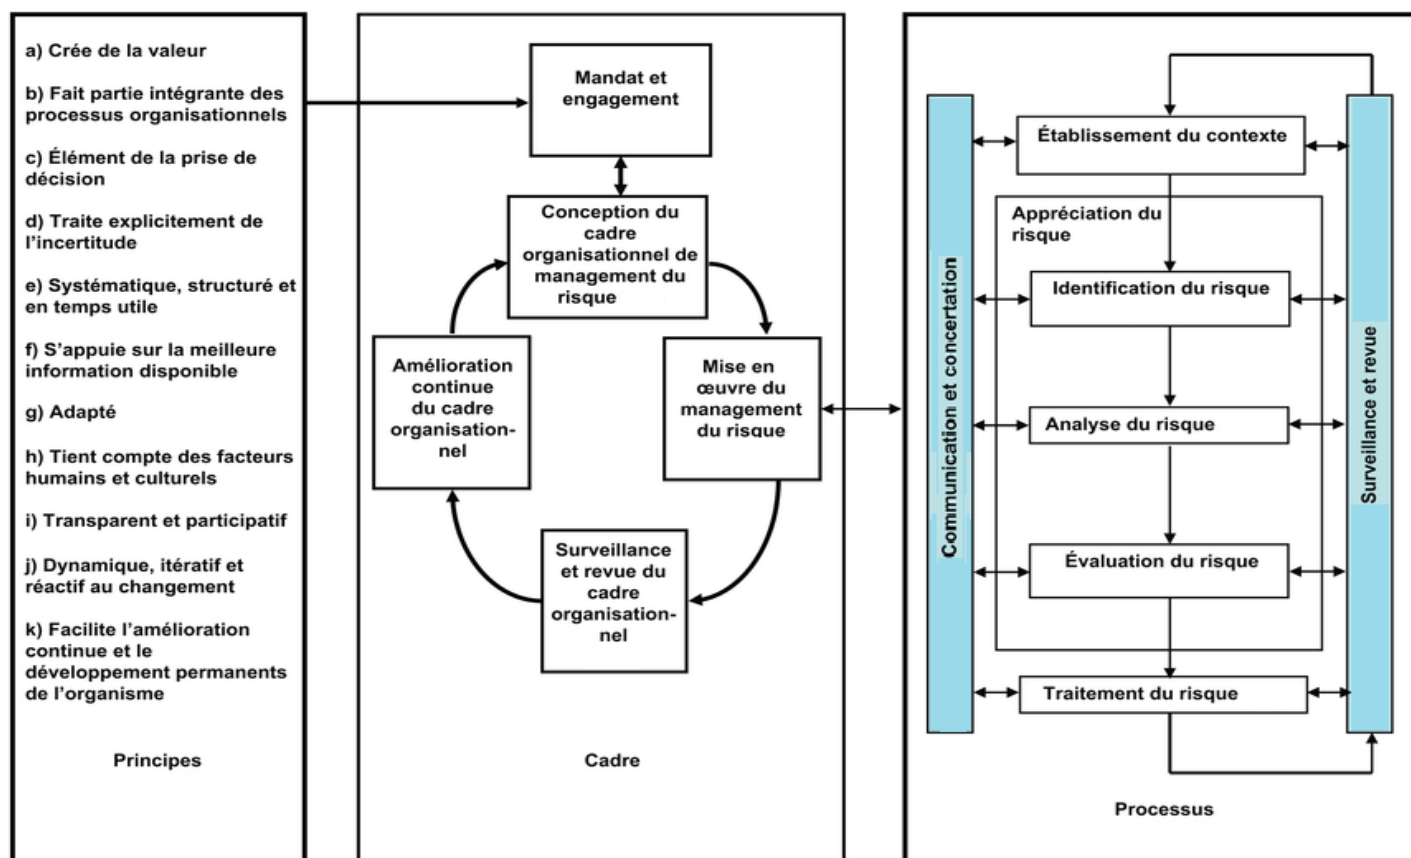 a) Crée de la valeur
b) Fait partie intégrante des
processus organisationnels
c) Élément de la prise de
décision
d) Traite explicitement de
l'incertitude
e) Systématique, structuré et
en temps utile
f) S'appuie sur la meilleure
information disponible
g) Adapté
h) Tient compte des facteurs
humains et culturels
i) Transparent et participatif
j) Dynamique, itératif et
réactif au changement
k) Facilite l'amélioration
continue et le
développement permanents
de l'organisme
Principes
Mandat et
engagement
Conception du
cadre
organisationnel de
management du
risque
Mise en
œuvre du
management
du risque
Surveillance
et revue du
cadre
organisation-
nel
Amélioration
continue
du cadre
organisation-
nel
Cadre
Communication et concertation
Établissement du contexte
Appréciation du
risque
Identification du risque
Analyse du risque
Évaluation du risque
Traitement du risque
Surveillance et revue
Processus